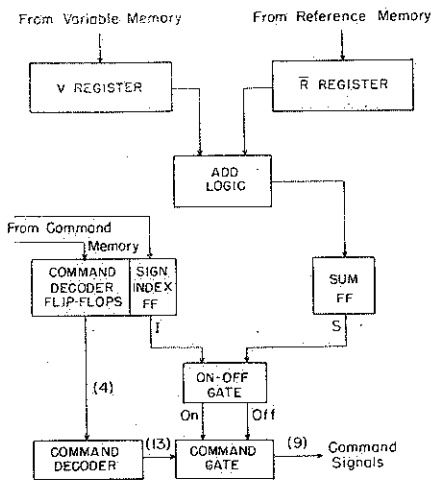 From Variable Memory
From Reference Memory
V REGISTER
R̅ REGISTER
ADD
LOGIC
From Command
Memory
COMMAND
DECODER
FLIP-FLOPS
SIGN
INDEX
FF
SUM
FF
I
S
(4)
ON-OFF
GATE
On
Off
COMMAND
DECODER
(13)
COMMAND
GATE
(9)
Command
Signals